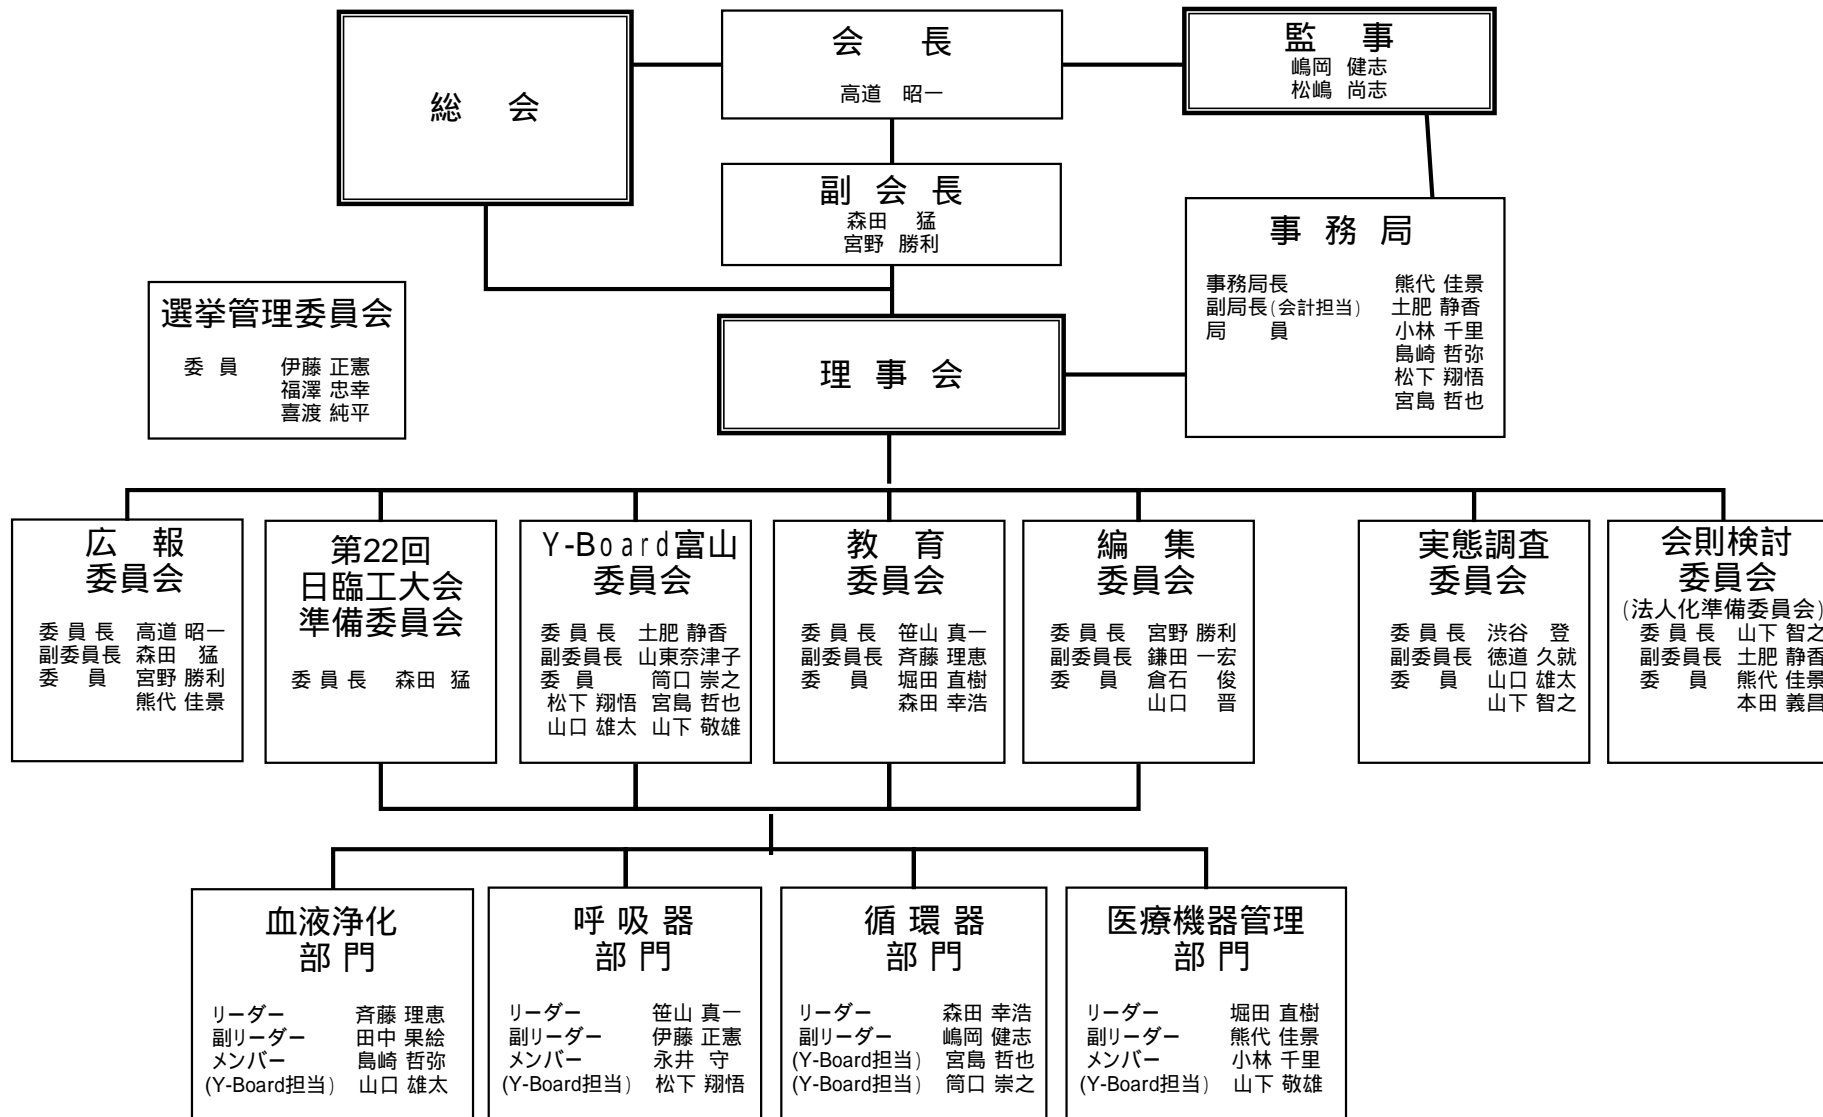 総 会
会 長
高道 昭一
監 事
嶋岡 健志
松嶋 尚志
副 会 長
森田 猛
宮野 勝利
事 務 局
事務局長 熊代 佳景
副局長(会計担当) 土肥 静香
局 員 小林 千里
島崎 哲弥
松下 翔悟
宮島 哲也
選挙管理委員会
委 員 伊藤 正憲
福澤 忠幸
喜渡 純平
理 事 会
広 報
委員会
委 員 長 高道 昭一
副委員長 森田 猛
委 員 宮野 勝利
熊代 佳景
第22回
日臨工大会
準備委員会
委 員 長 森田 猛
Y-Board富山
委員会
委 員 長 土肥 静香
副委員長 山東奈津子
委 員 筒口 崇之
松下 翔悟 宮島 哲也
山口 雄太 山下 敬雄
教 育
委員会
委 員 長 笹山 真一
副委員長 斉藤 理恵
委 員 堀田 直樹
森田 幸浩
編 集
委員会
委 員 長 宮野 勝利
副委員長 鎌田 一宏
委 員 倉石 俊
山口 晋
実態調査
委員会
委 員 長 渋谷 登
副委員長 徳道 久就
委 員 山口 雄太
山下 智之
会則検討
委員会
(法人化準備委員会)
委 員 長 山下 智之
副委員長 土肥 静香
委 員 熊代 佳景
本田 義昌
血液浄化
部 門
リーダー 斉藤 理恵
副リーダー 田中 果絵
メンバー 島崎 哲弥
(Y-Board担当) 山口 雄太
呼 吸 器
部 門
リーダー 笹山 真一
副リーダー 伊藤 正憲
メンバー 永井 守
(Y-Board担当) 松下 翔悟
循 環 器
部 門
リーダー 森田 幸浩
副リーダー 嶋岡 健志
(Y-Board担当) 宮島 哲也
(Y-Board担当) 筒口 崇之
医療機器管理
部 門
リーダー 堀田 直樹
副リーダー 熊代 佳景
メンバー 小林 千里
(Y-Board担当) 山下 敬雄